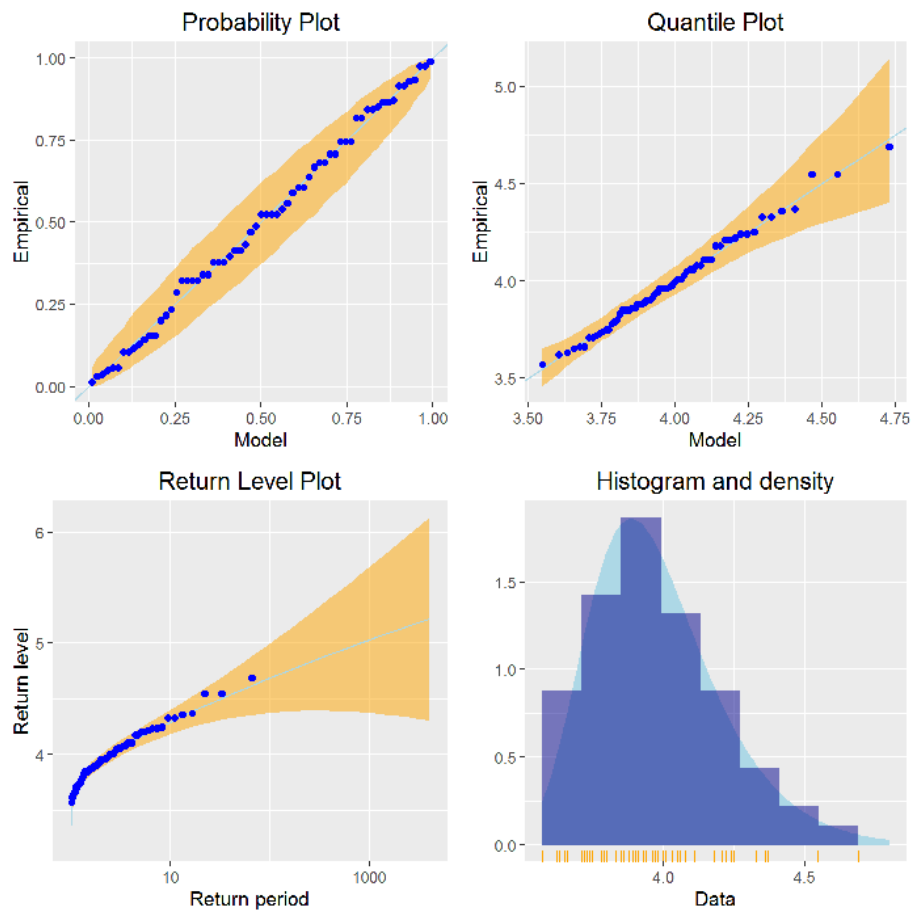 Probability Plot
1.00
0.75
0.50
0.25
0.00
Empirical
0.00 0.25 0.50 0.75 1.00
Model
Quantile Plot
5.0
4.5
4.0
3.5
Empirical
3.50 3.75 4.00 4.25 4.50 4.75
Model
Return Level Plot
6
5
4
Return level
10 1000
Return period
Histogram and density
1.5
1.0
0.5
0.0
4.0 4.5
Data